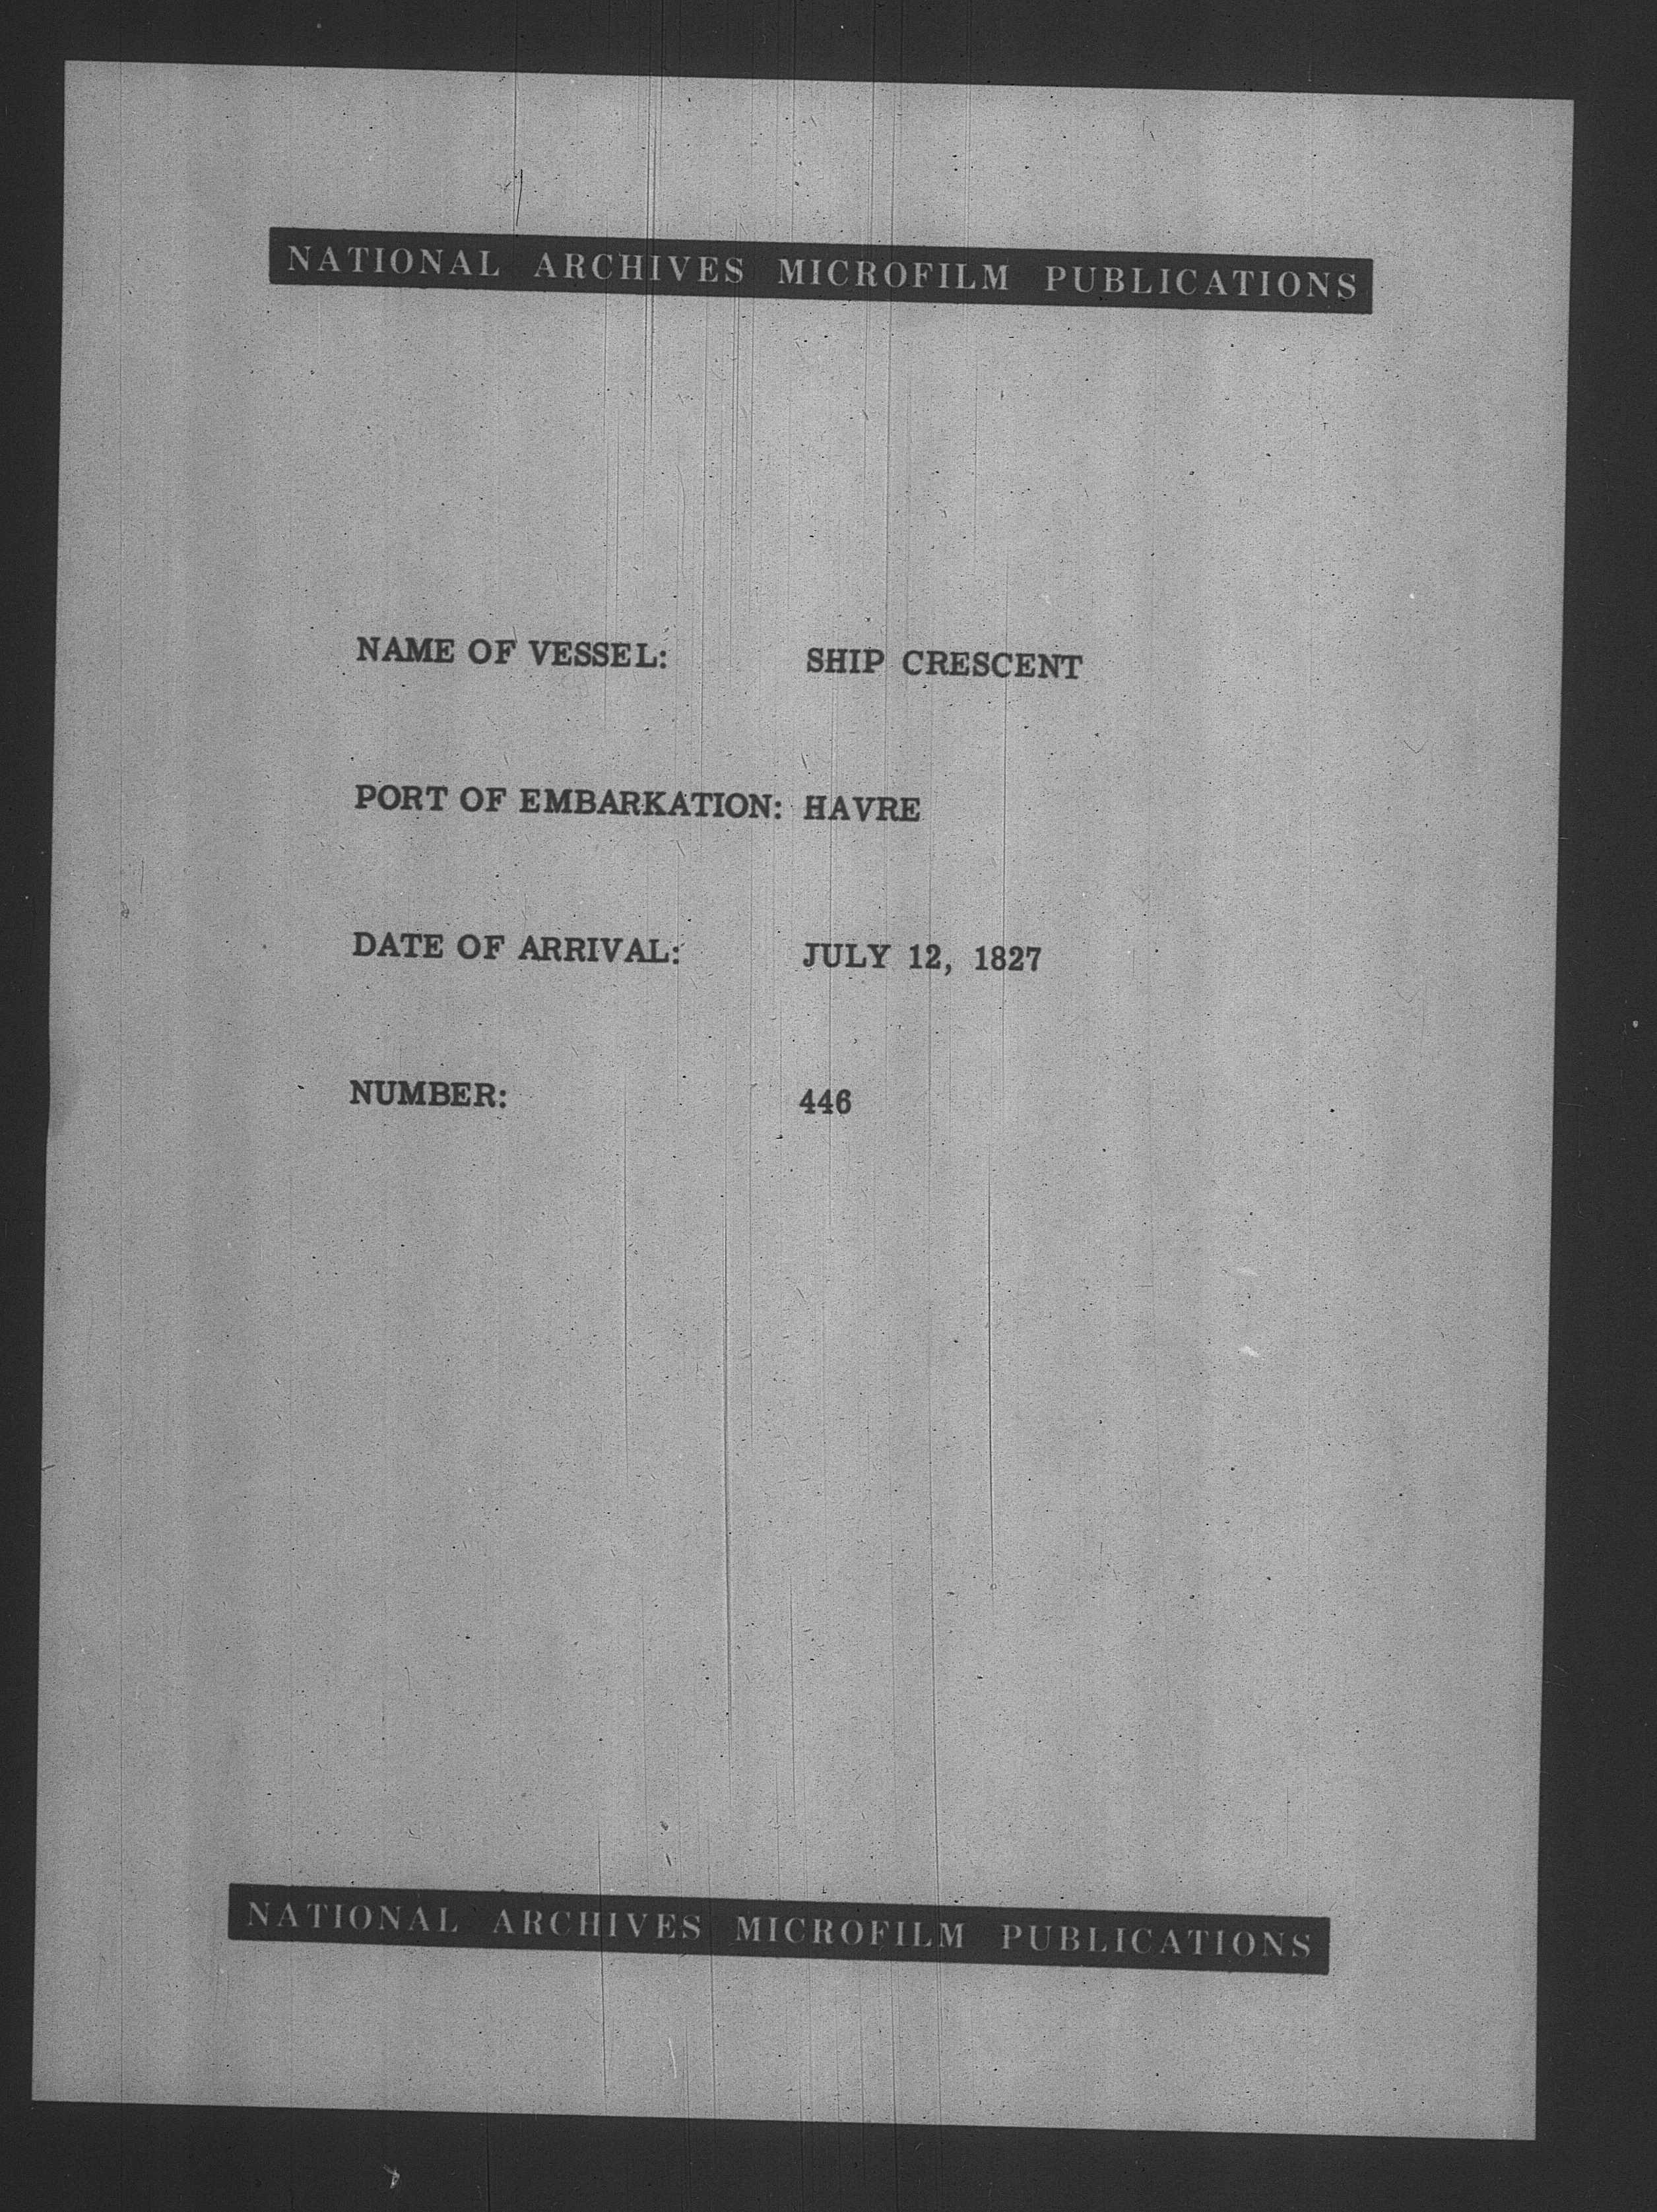 NATIONAL ARCHIVES MICROFILM PUBLICATIONS
NAME OF VESSEL: SHIP CRESCENT
PORT OF EMBARKATION: HAVRE
DATE OF ARRIVAL: JULY 12, 1827
NUMBER: 446
NATIONAL ARCHIVES MICROFILM PUBLICATIONS